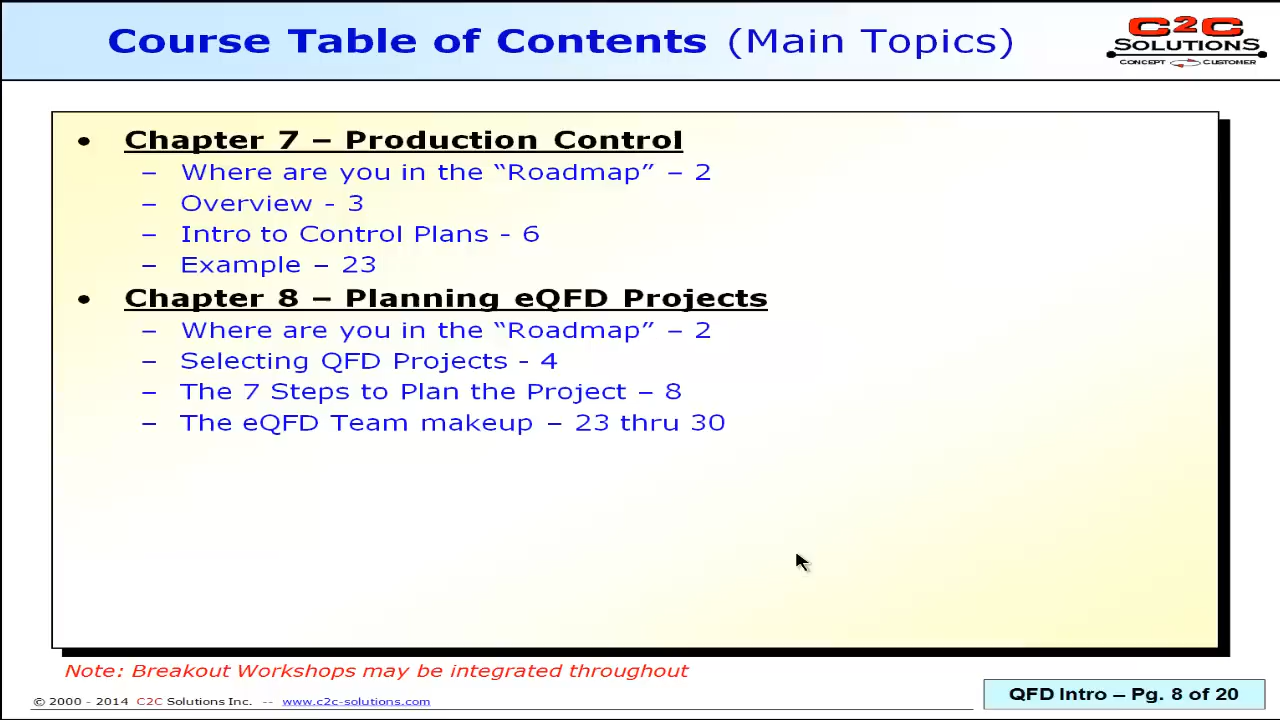 Course Table of Contents (Main Topics)
C2C
SOLUTIONS
CONCEPT CUSTOMER
• Chapter 7 – Production Control
– Where are you in the “Roadmap” – 2
– Overview - 3
– Intro to Control Plans - 6
– Example – 23
• Chapter 8 – Planning eQFD Projects
– Where are you in the “Roadmap” – 2
– Selecting QFD Projects - 4
– The 7 Steps to Plan the Project – 8
– The eQFD Team makeup – 23 thru 30
Note: Breakout Workshops may be integrated throughout
© 2000 - 2014 C2C Solutions Inc. -- www.c2c-solutions.com
QFD Intro – Pg. 8 of 20